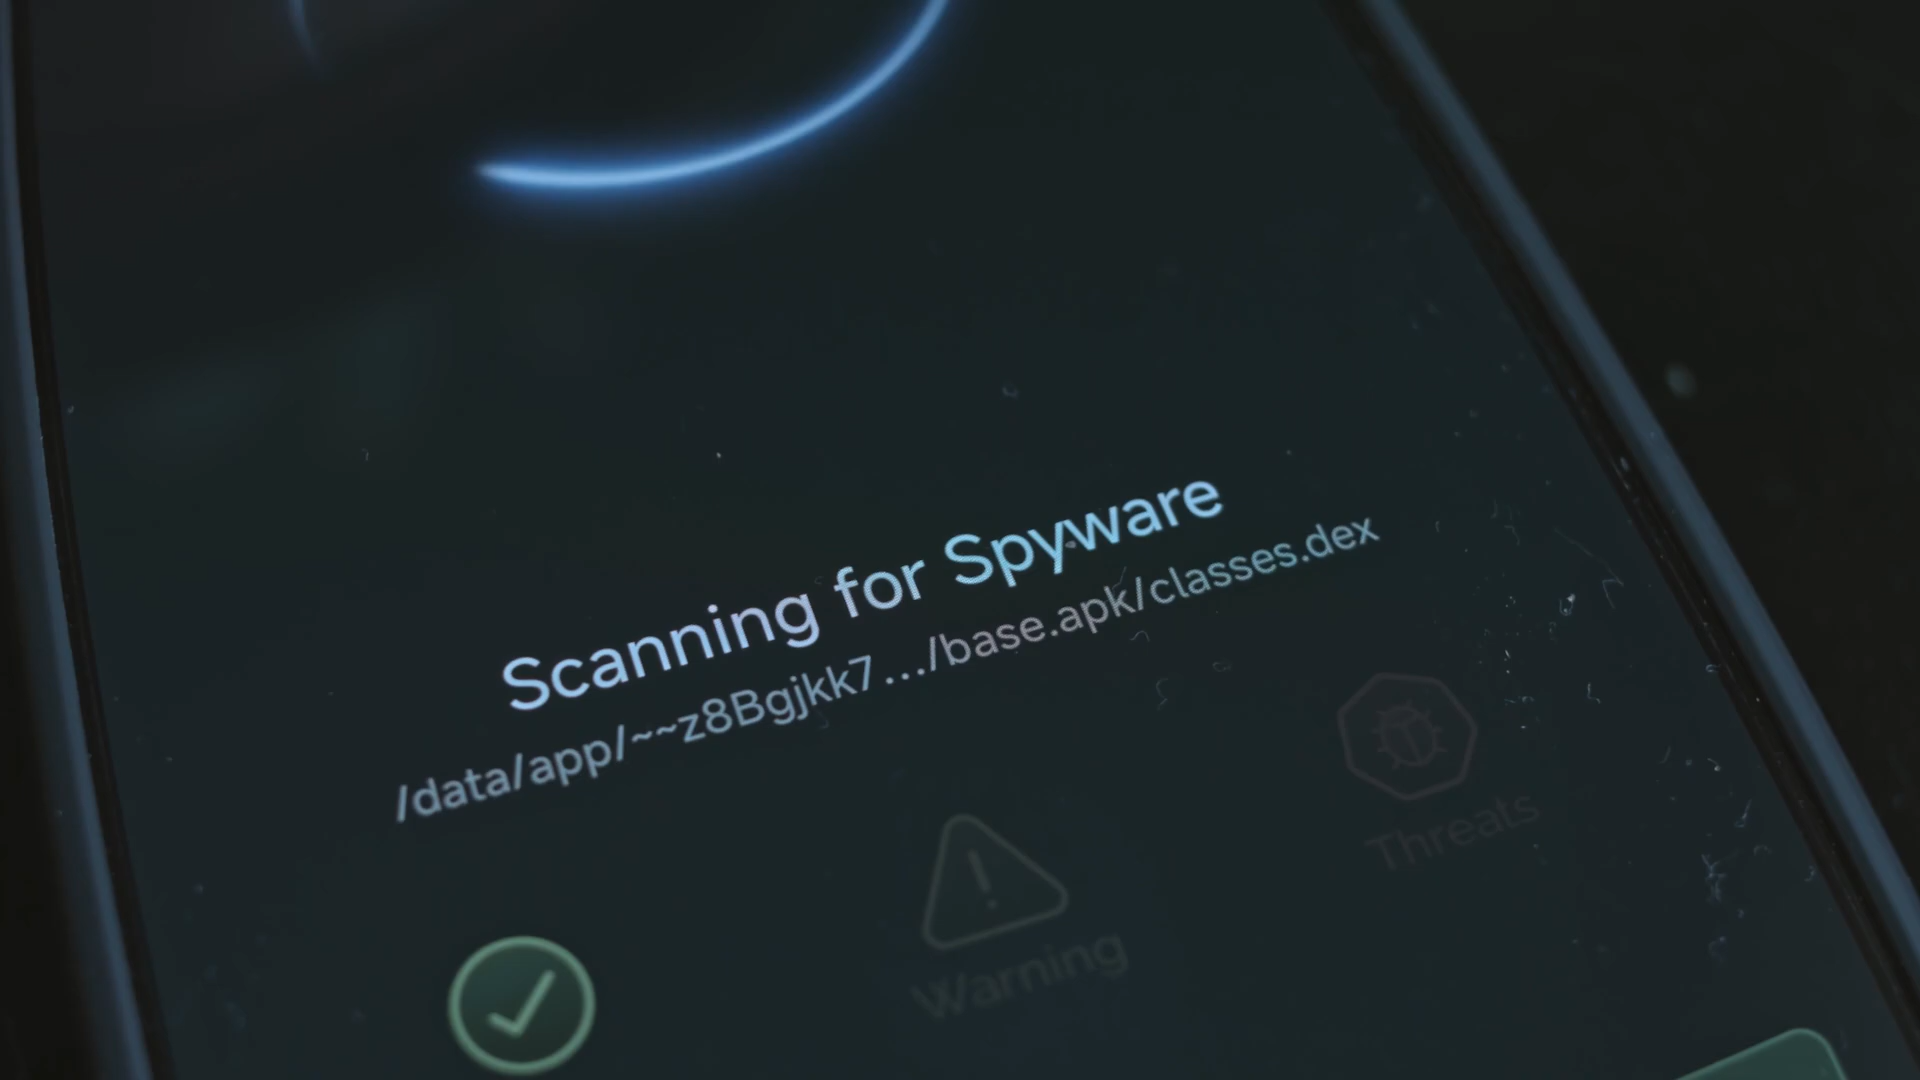 Scanning for Spyware
/data/app/~~z8Bgjkk7.../base.apk/classes.dex
Threats
Warning